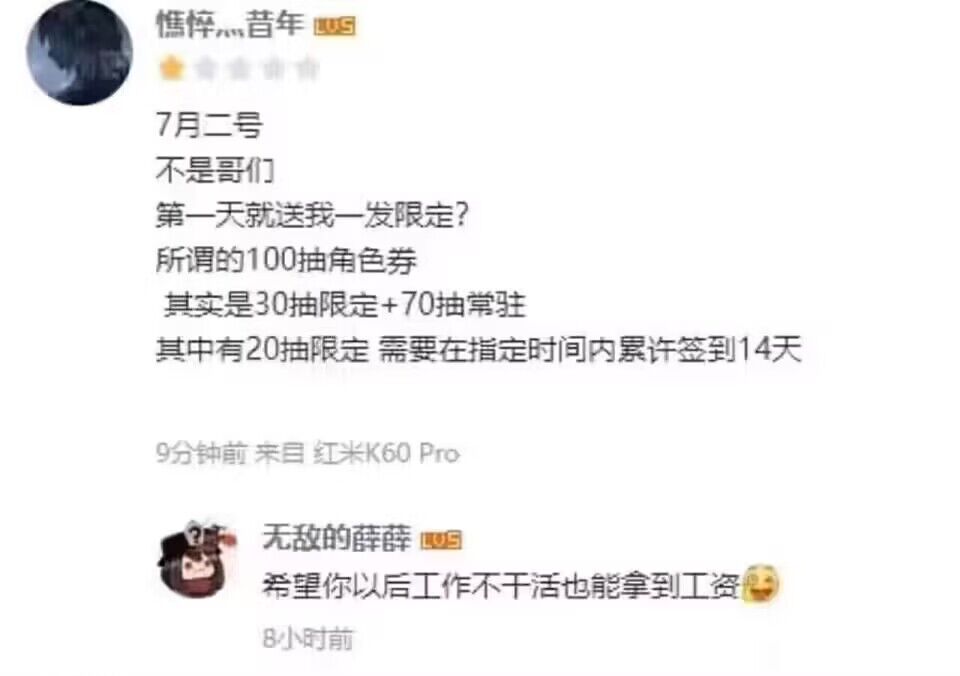 憔悴灬昔年 LV5
7月二号
不是哥们
第一天就送我一发限定?
所谓的100抽角色券
其实是30抽限定+70抽常驻
其中有20抽限定 需要在指定时间内累许签到14天
9分钟前 来自 红米K60 Pro
无敌的薛薛 LV5
希望你以后工作不干活也能拿到工资
8小时前